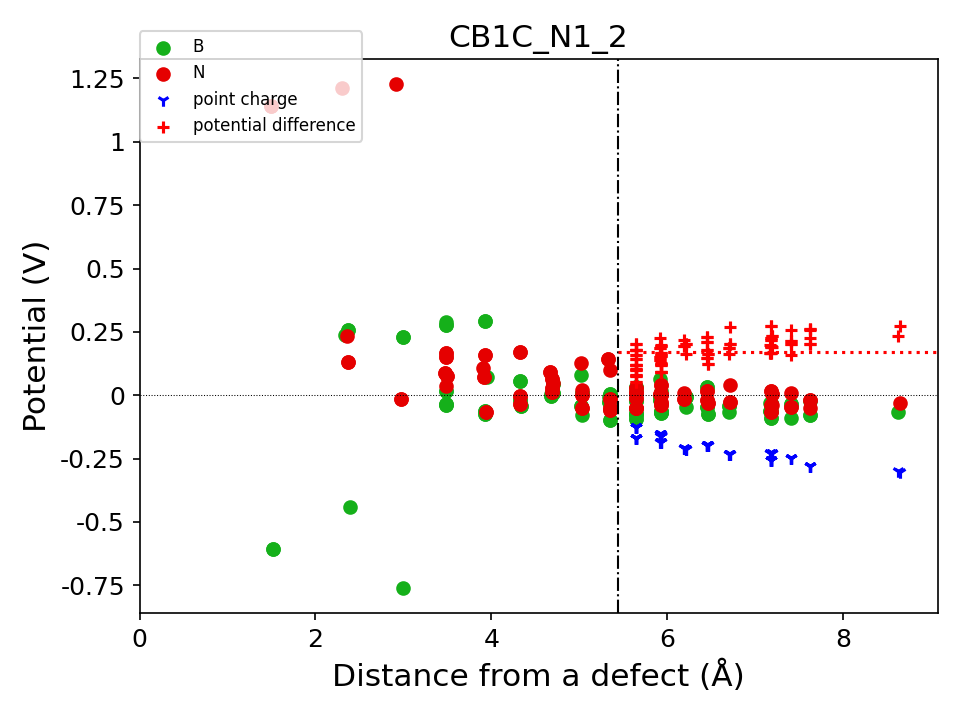 CB1C_N1_2
B
N
point charge
potential difference
1.25
1
0.75
0.5
0.25
0
-0.25
-0.5
-0.75
Potential (V)
0
2
4
6
8
Distance from a defect (Å)